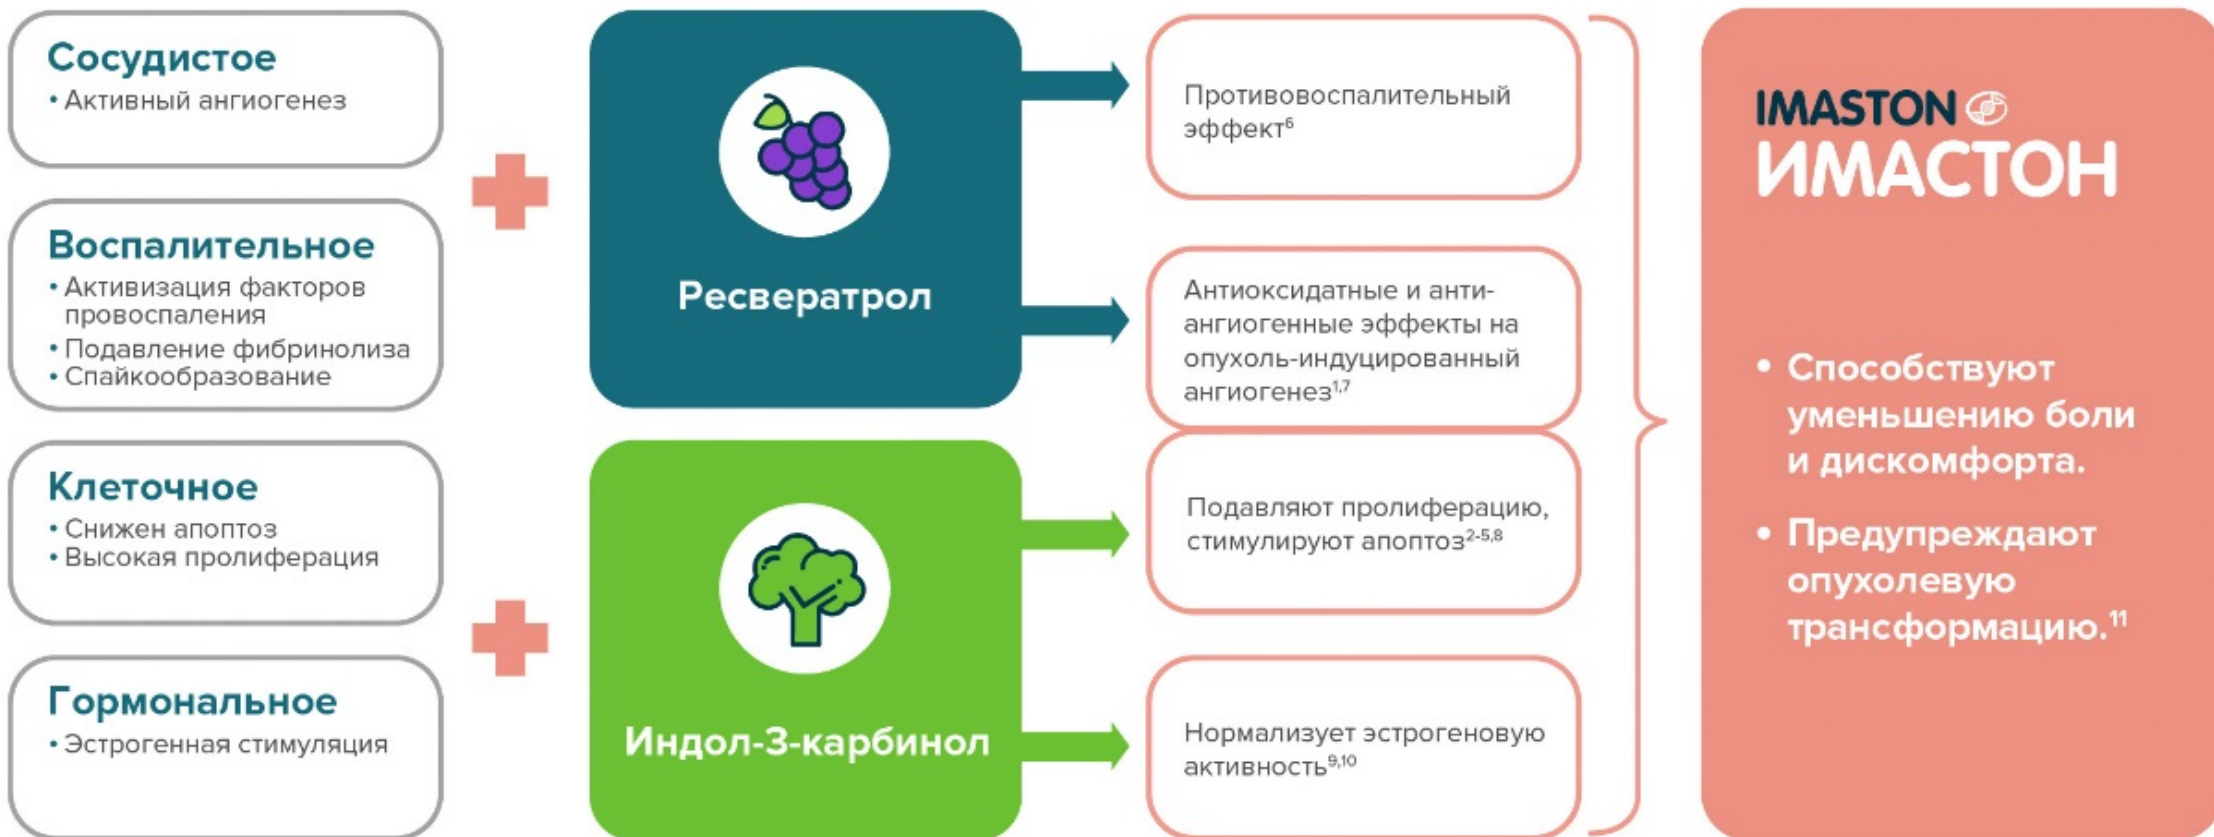 Сосудистое
• Активный ангиогенез
Воспалительное
• Активизация факторов
провоспаления
• Подавление фибринолиза
• Спайкообразование
Клеточное
• Снижен апоптоз
• Высокая пролиферация
Гормональное
• Эстрогенная стимуляция
Ресвератрол
Индол-3-карбинол
Противовоспалительный
эффект⁶
Антиоксидатные и анти-
ангиогенные эффекты на
опухоль-индуцированный
ангиогенез¹,⁷
Подавляют пролиферацию,
стимулируют апоптоз²⁻⁵,⁸
Нормализует эстрогеновую
активность⁹,¹⁰
IMASTON
ИМАСТОН
• Способствуют
уменьшению боли
и дискомфорта.
• Предупреждают
опухолевую
трансформацию.¹¹